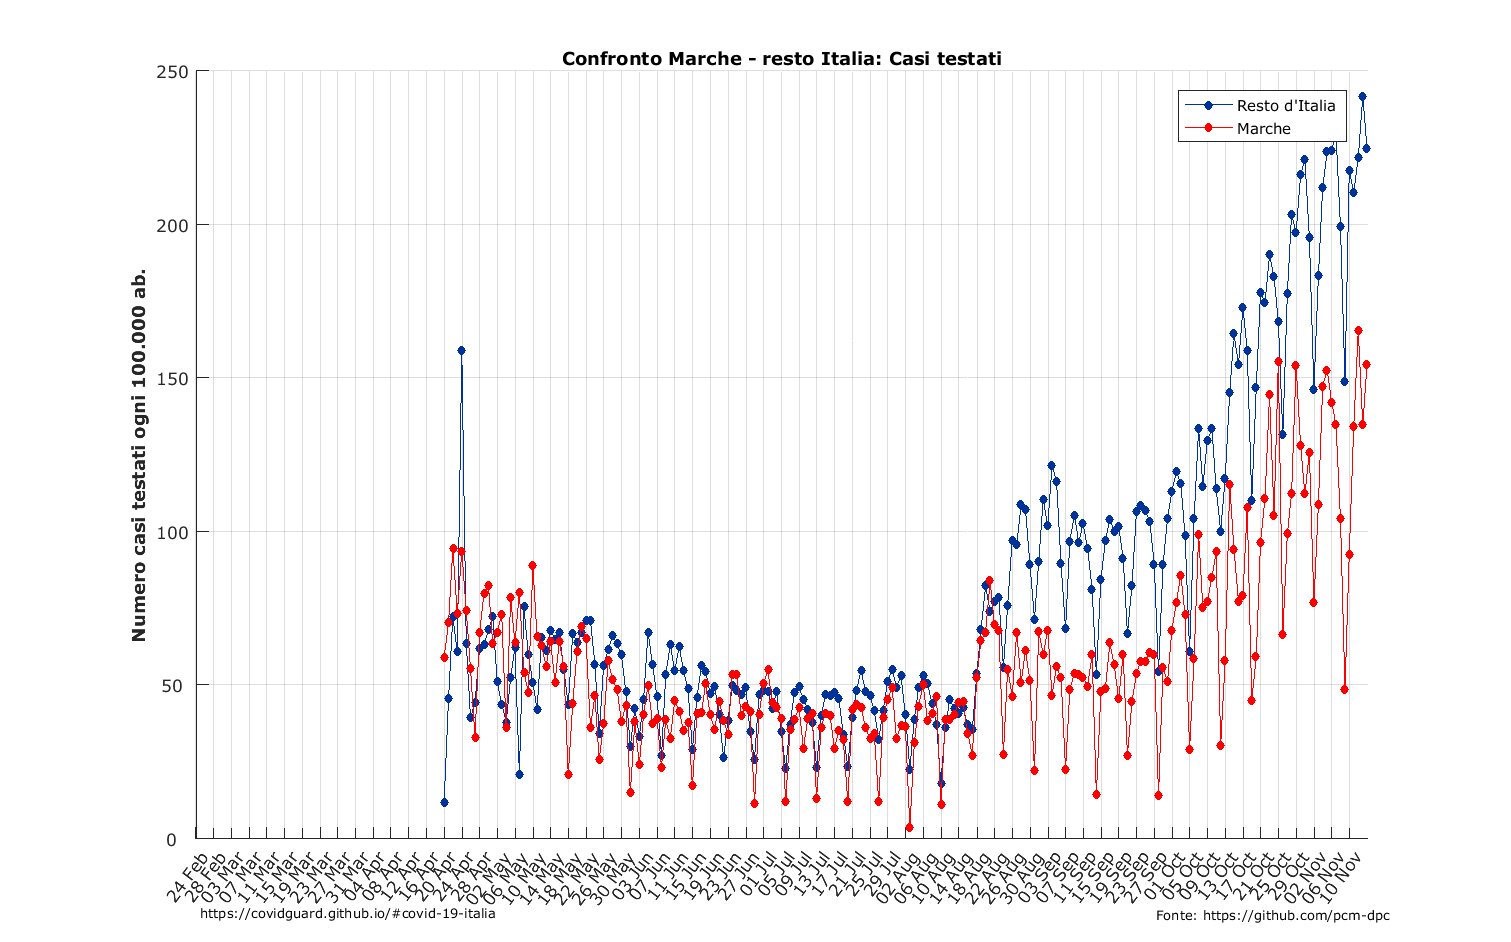 Confronto Marche - resto Italia: Casi testati
Numero casi testati ogni 100.000 ab.
250
200
150
100
50
0
Resto d'Italia
Marche
24 Feb
28 Feb
03 Mar
07 Mar
11 Mar
15 Mar
19 Mar
23 Mar
27 Mar
31 Mar
04 Apr
08 Apr
12 Apr
16 Apr
20 Apr
24 Apr
28 Apr
02 May
06 May
10 May
14 May
18 May
22 May
26 May
30 May
03 Jun
07 Jun
11 Jun
15 Jun
19 Jun
23 Jun
27 Jun
01 Jul
05 Jul
09 Jul
13 Jul
17 Jul
21 Jul
25 Jul
29 Jul
02 Aug
06 Aug
10 Aug
14 Aug
18 Aug
22 Aug
26 Aug
30 Aug
03 Sep
07 Sep
11 Sep
15 Sep
19 Sep
23 Sep
27 Sep
01 Oct
05 Oct
09 Oct
13 Oct
17 Oct
21 Oct
25 Oct
29 Oct
02 Nov
06 Nov
10 Nov
https://covidguard.github.io/#covid-19-italia
Fonte: https://github.com/pcm-dpc